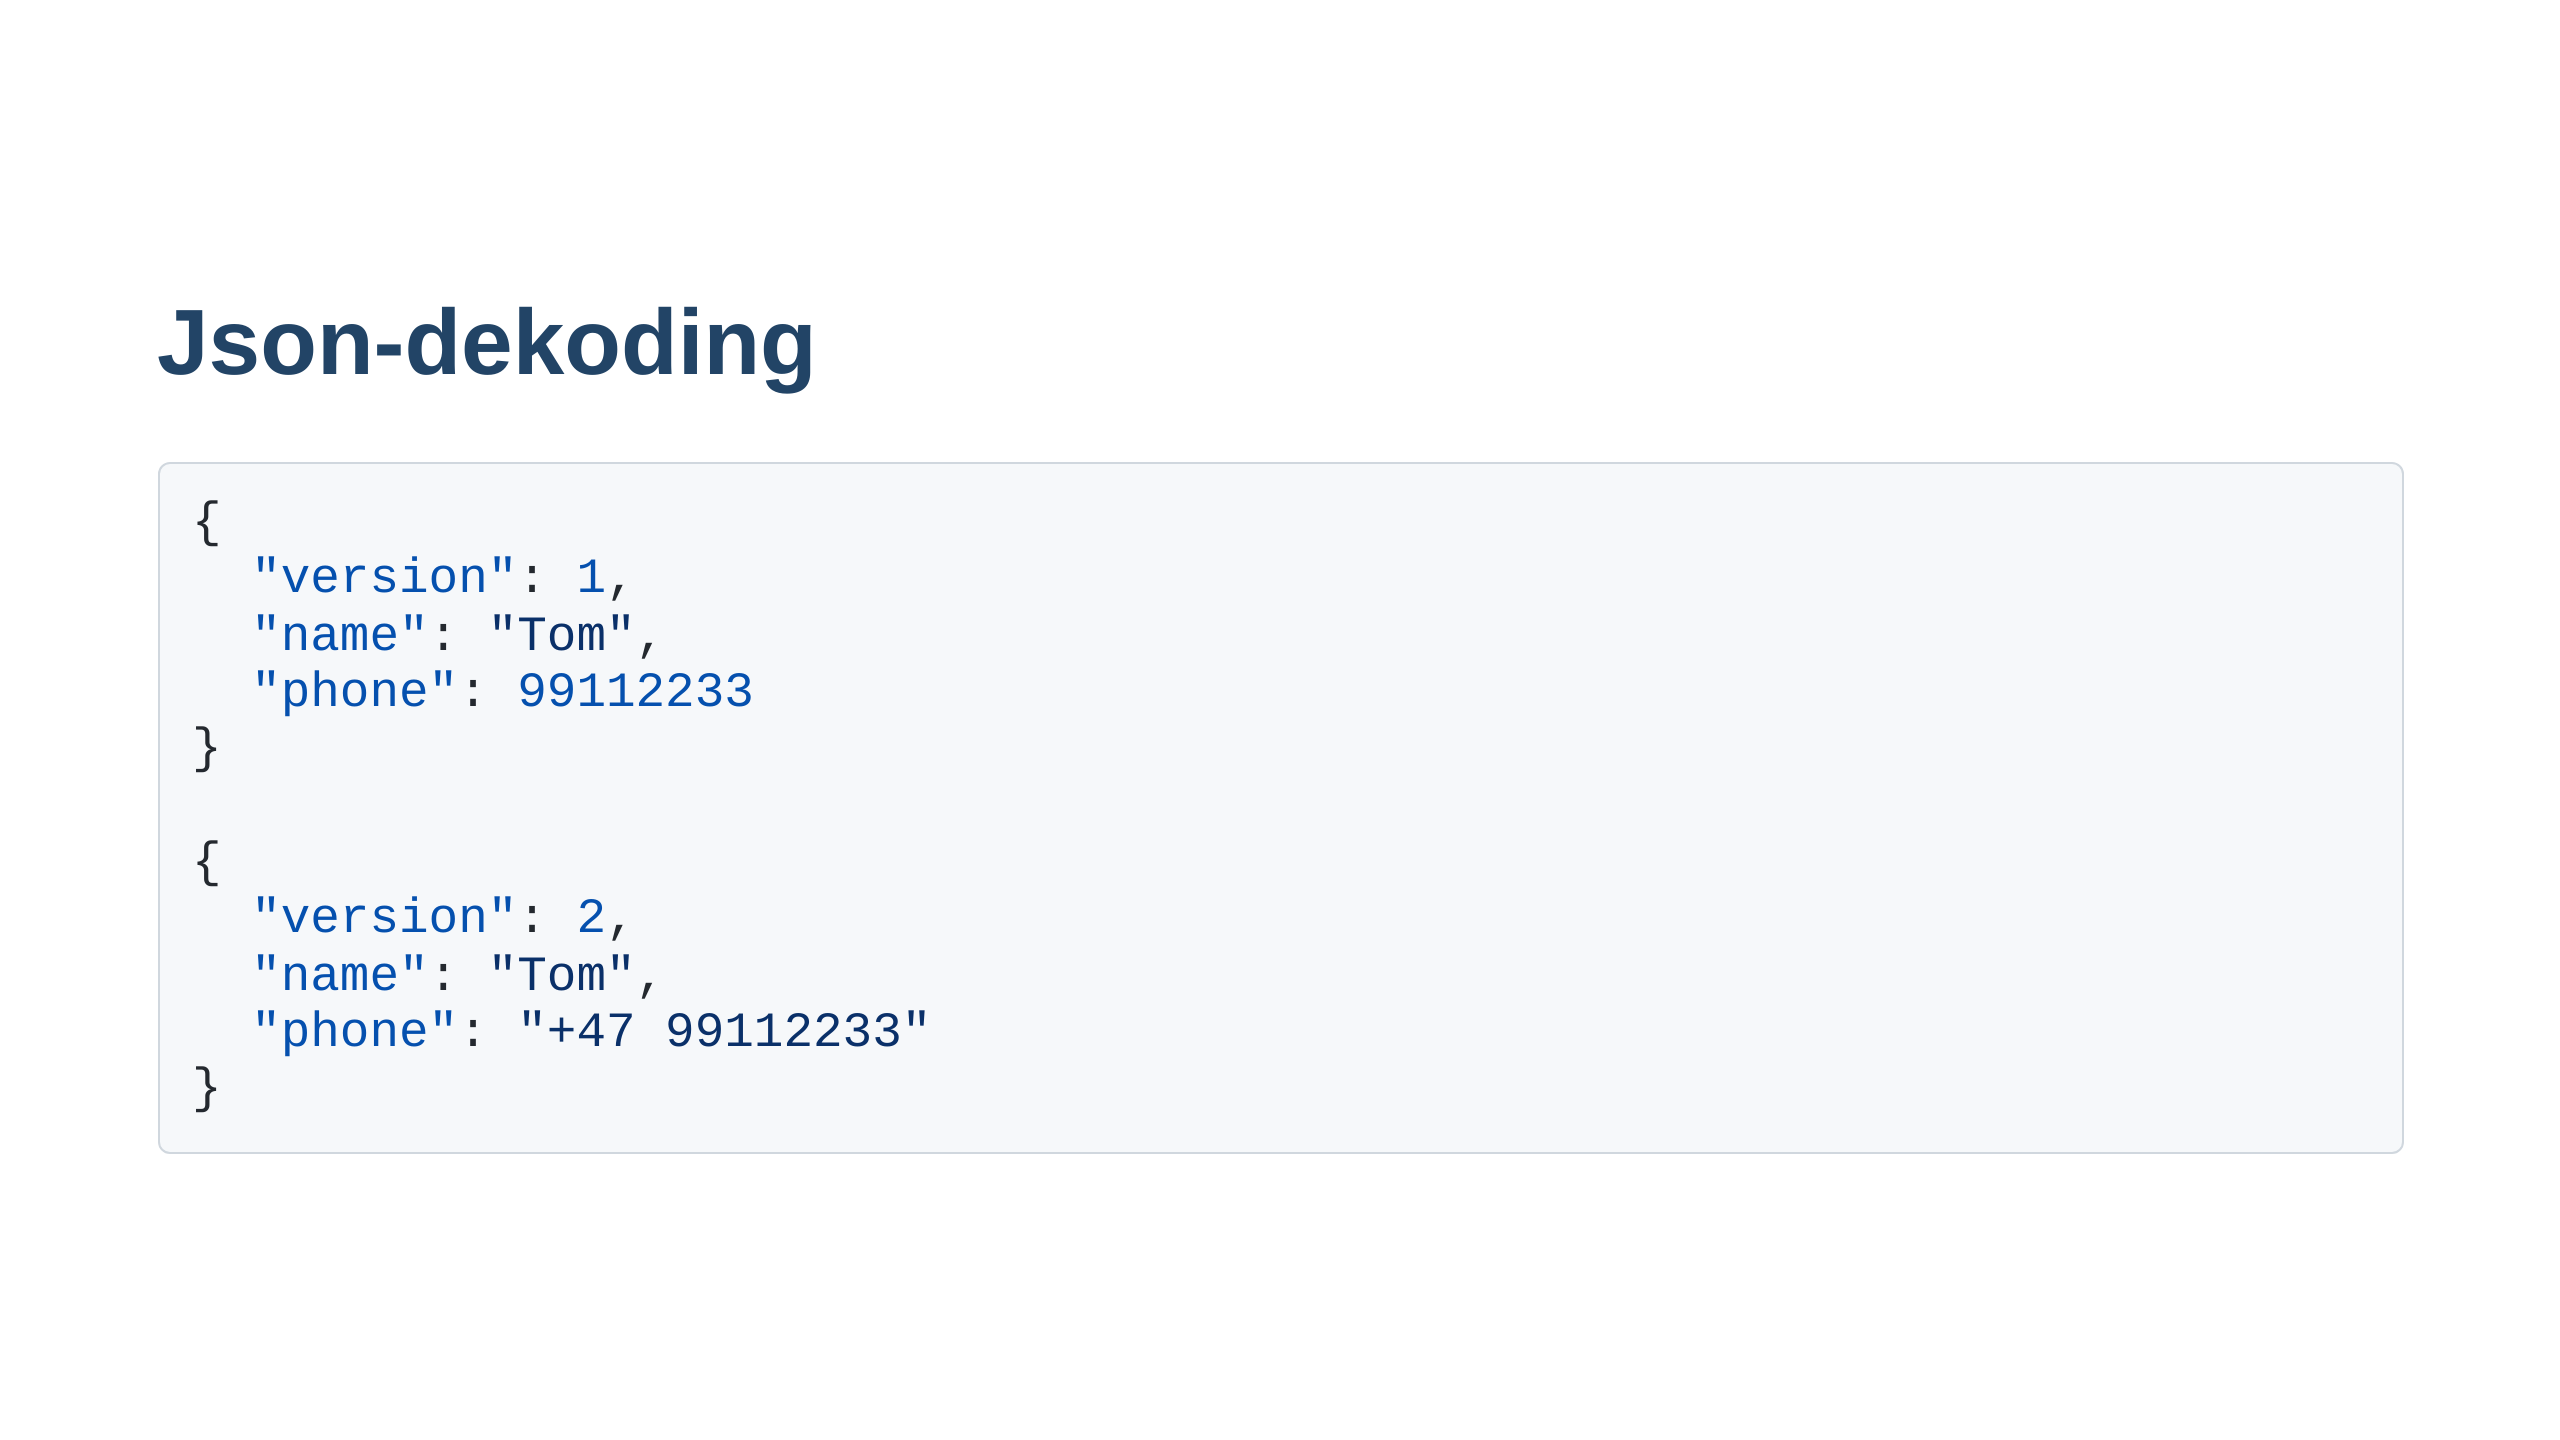 Json-dekoding
{
  "version": 1,
  "name": "Tom",
  "phone": 99112233
}
{
  "version": 2,
  "name": "Tom",
  "phone": "+47 99112233"
}